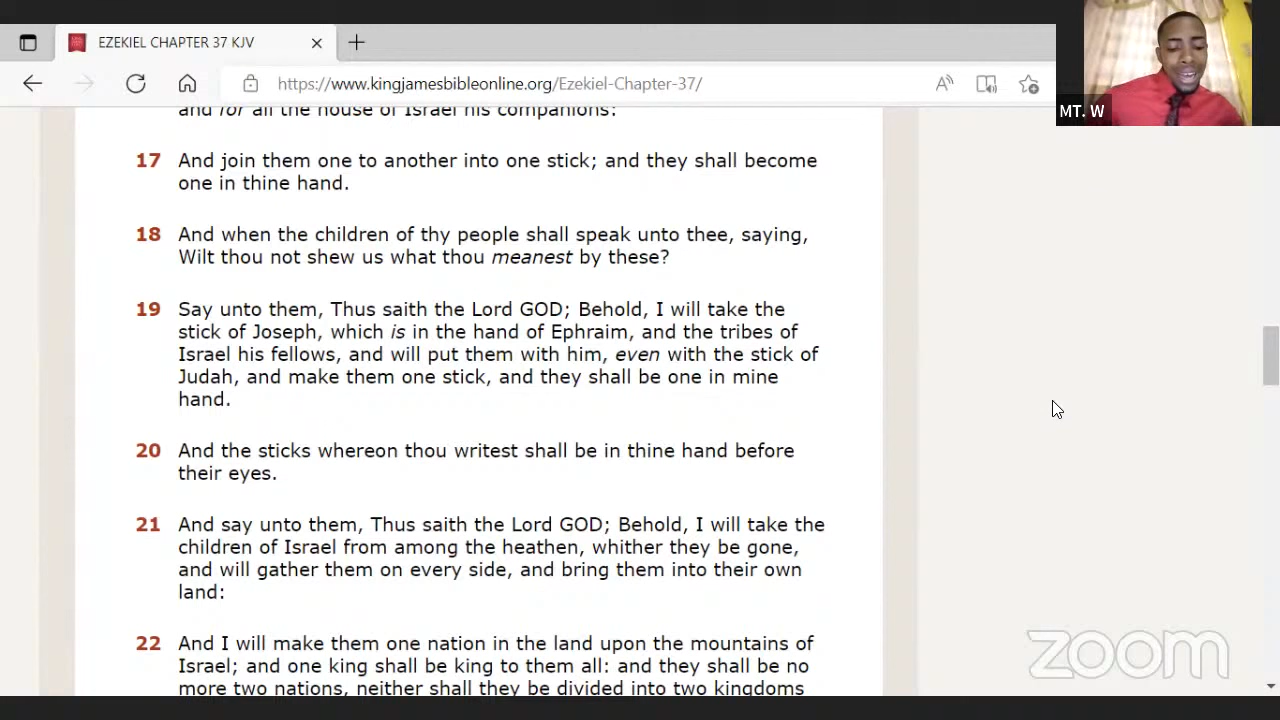 EZEKIEL CHAPTER 37 KJV
https://www.kingjamesbibleonline.org/Ezekiel-Chapter-37/
MT. W
and for all the house of Israel his companions:
17 And join them one to another into one stick; and they shall become
one in thine hand.
18 And when the children of thy people shall speak unto thee, saying,
Wilt thou not shew us what thou meanest by these?
19 Say unto them, Thus saith the Lord GOD; Behold, I will take the
stick of Joseph, which is in the hand of Ephraim, and the tribes of
Israel his fellows, and will put them with him, even with the stick of
Judah, and make them one stick, and they shall be one in mine
hand.
20 And the sticks whereon thou writest shall be in thine hand before
their eyes.
21 And say unto them, Thus saith the Lord GOD; Behold, I will take the
children of Israel from among the heathen, whither they be gone,
and will gather them on every side, and bring them into their own
land:
22 And I will make them one nation in the land upon the mountains of
Israel; and one king shall be king to them all: and they shall be no
more two nations, neither shall they be divided into two kingdoms
zoom